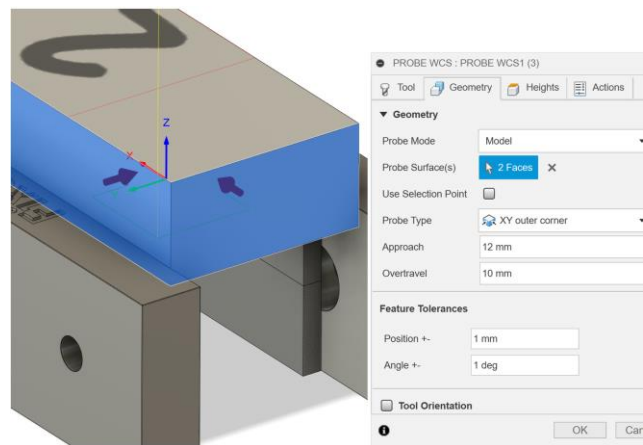 2
Z
X
PROBE WCS : PROBE WCS1 (3)
Tool
Geometry
Heights
Actions
Geometry
Probe Mode
Model
Probe Surface(s)
2 Faces
Use Selection Point
Probe Type
XY outer corner
Approach
12 mm
Overtravel
10 mm
Feature Tolerances
Position +-
1 mm
Angle +-
1 deg
Tool Orientation
OK
Can